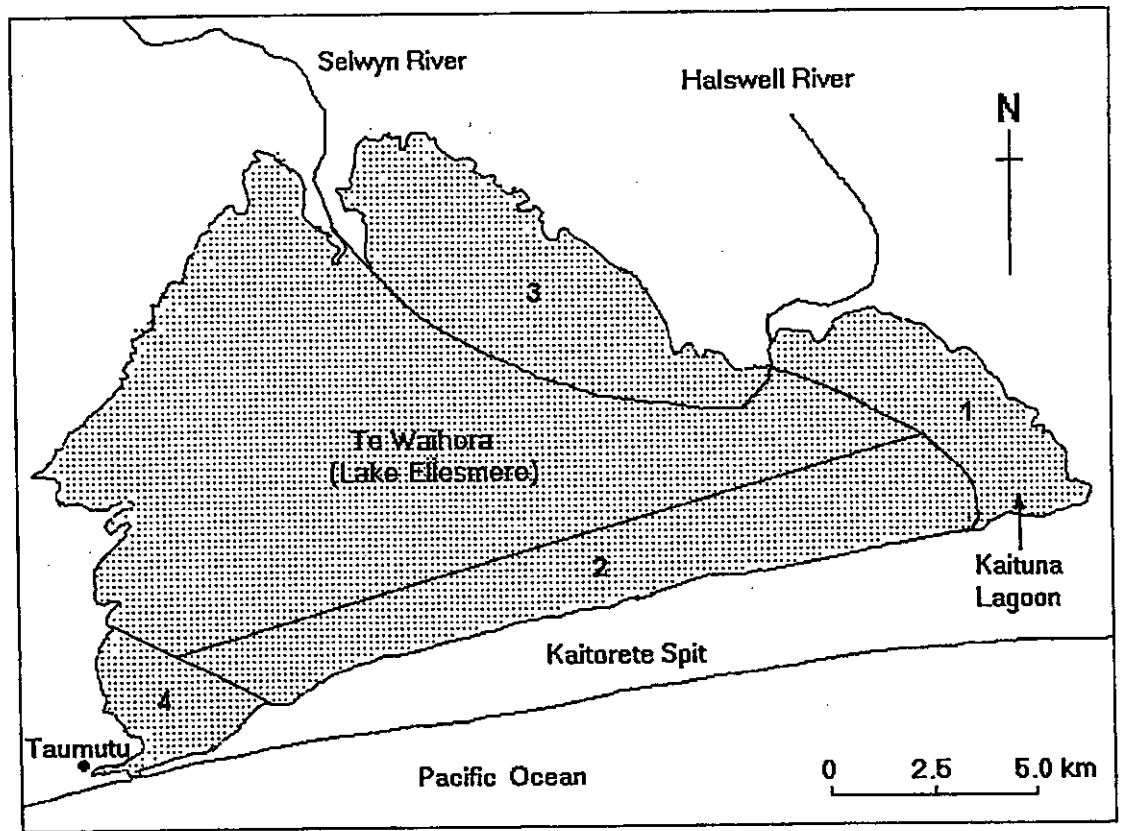 Selwyn River
Halswell River
N
3
1
Te Waihora
(Lake Ellesmere)
2
Kaituna
Lagoon
Kaitorete Spit
4
Taumutu
Pacific Ocean
0 2.5 5.0 km